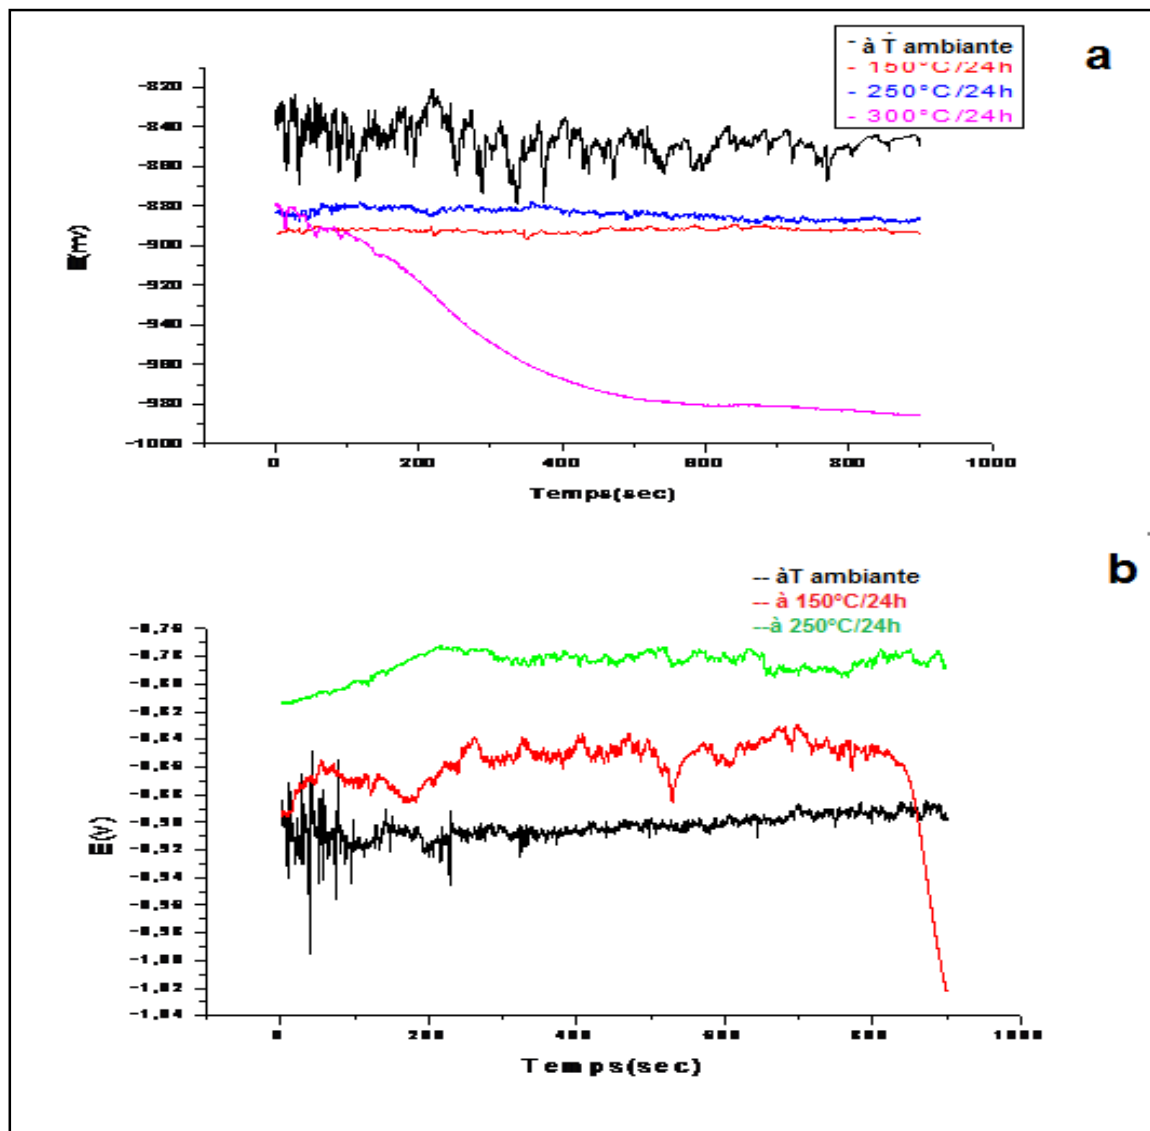 a
- à T ambiante
- 150°C/24h
- 250°C/24h
- 300°C/24h
-820
-840
-860
-880
-900
-920
-940
-960
-980
-1000
E(mv)
0 200 400 600 800 1000
Temps(sec)
b
-- àT ambiante
-- à 150°C/24h
--à 250°C/24h
-0,76
-0,78
-0,80
-0,82
-0,84
-0,86
-0,88
-0,90
-0,92
-0,94
-0,96
-0,98
-1,00
-1,02
-1,04
E(V)
0 200 400 600 800 1000
Temps(sec)